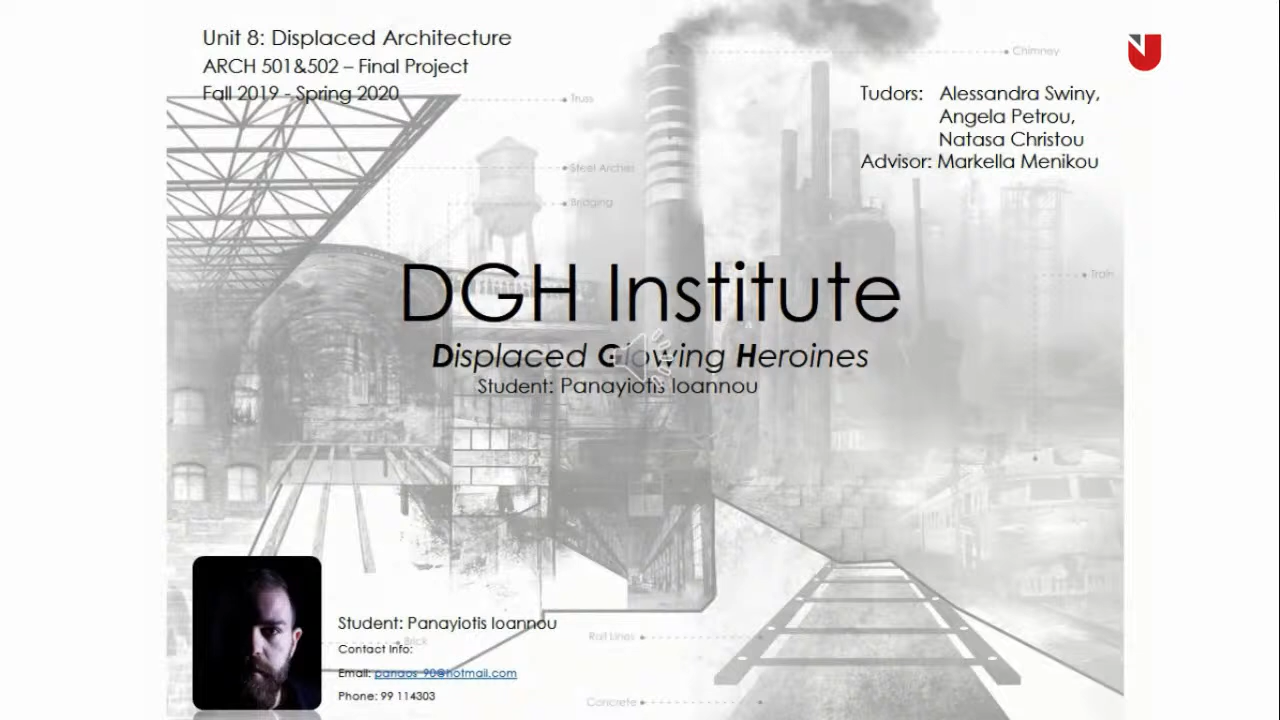 Unit 8: Displaced Architecture
ARCH 501&502 – Final Project
Fall 2019 - Spring 2020
Tudors: Alessandra Swiny,
Angela Petrou,
Natasa Christou
Advisor: Markella Menikou
Chimney
Truss
Steel Arches
Bridging
Train
DGH Institute
Displaced Glowing Heroines
Student: Panayiotis Ioannou
Student: Panayiotis Ioannou
Brick
Contact Info:
Email: panaos_90@hotmail.com
Phone: 99 114303
Rail Lines
Concrete